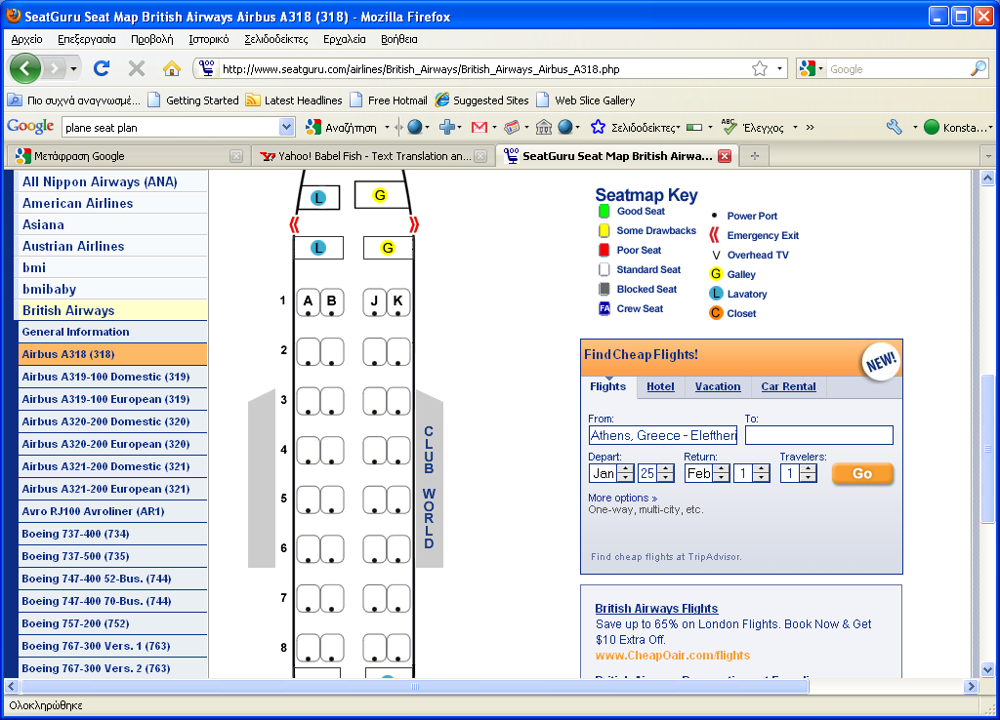 SeatGuru Seat Map British Airways Airbus A318 (318) - Mozilla Firefox
Αρχείο Επεξεργασία Προβολή Ιστορικό Σελιδοδείκτες Εργαλεία Βοήθεια
http://www.seatguru.com/airlines/British_Airways/British_Airways_Airbus_A318.php
Google
Πιο συχνά αναγνωσμέ... Getting Started Latest Headlines Free Hotmail Suggested Sites Web Slice Gallery
Google plane seat plan Αναζήτηση Σελιδοδείκτες ABC Έλεγχος » Konsta...
Μετάφραση Google Yahoo! Babel Fish - Text Translation an... SeatGuru Seat Map British Airwa...
All Nippon Airways (ANA)
American Airlines
Asiana
Austrian Airlines
bmi
bmibaby
British Airways
General Information
Airbus A318 (318)
Airbus A319-100 Domestic (319)
Airbus A319-100 European (319)
Airbus A320-200 Domestic (320)
Airbus A320-200 European (320)
Airbus A321-200 Domestic (321)
Airbus A321-200 European (321)
Avro RJ100 Avroliner (AR1)
Boeing 737-400 (734)
Boeing 737-500 (735)
Boeing 747-400 52-Bus. (744)
Boeing 747-400 70-Bus. (744)
Boeing 757-200 (752)
Boeing 767-300 Vers. 1 (763)
Boeing 767-300 Vers. 2 (763)
L G
L G
1 A B J K
2
3
4
5
6
7
8
CLUB WORLD
Seatmap Key
Good Seat
Some Drawbacks
Poor Seat
Standard Seat
Blocked Seat
FA Crew Seat
Power Port
Emergency Exit
V Overhead TV
G Galley
L Lavatory
C Closet
Find Cheap Flights!
NEW!
Flights Hotel Vacation Car Rental
From: To:
Athens, Greece - Eleftheri
Depart: Return: Travelers:
Jan 25 Feb 1 1 Go
More options »
One-way, multi-city, etc.
Find cheap flights at TripAdvisor.
British Airways Flights
Save up to 65% on London Flights. Book Now & Get
$10 Extra Off.
www.CheapOair.com/flights
Ολοκληρώθηκε